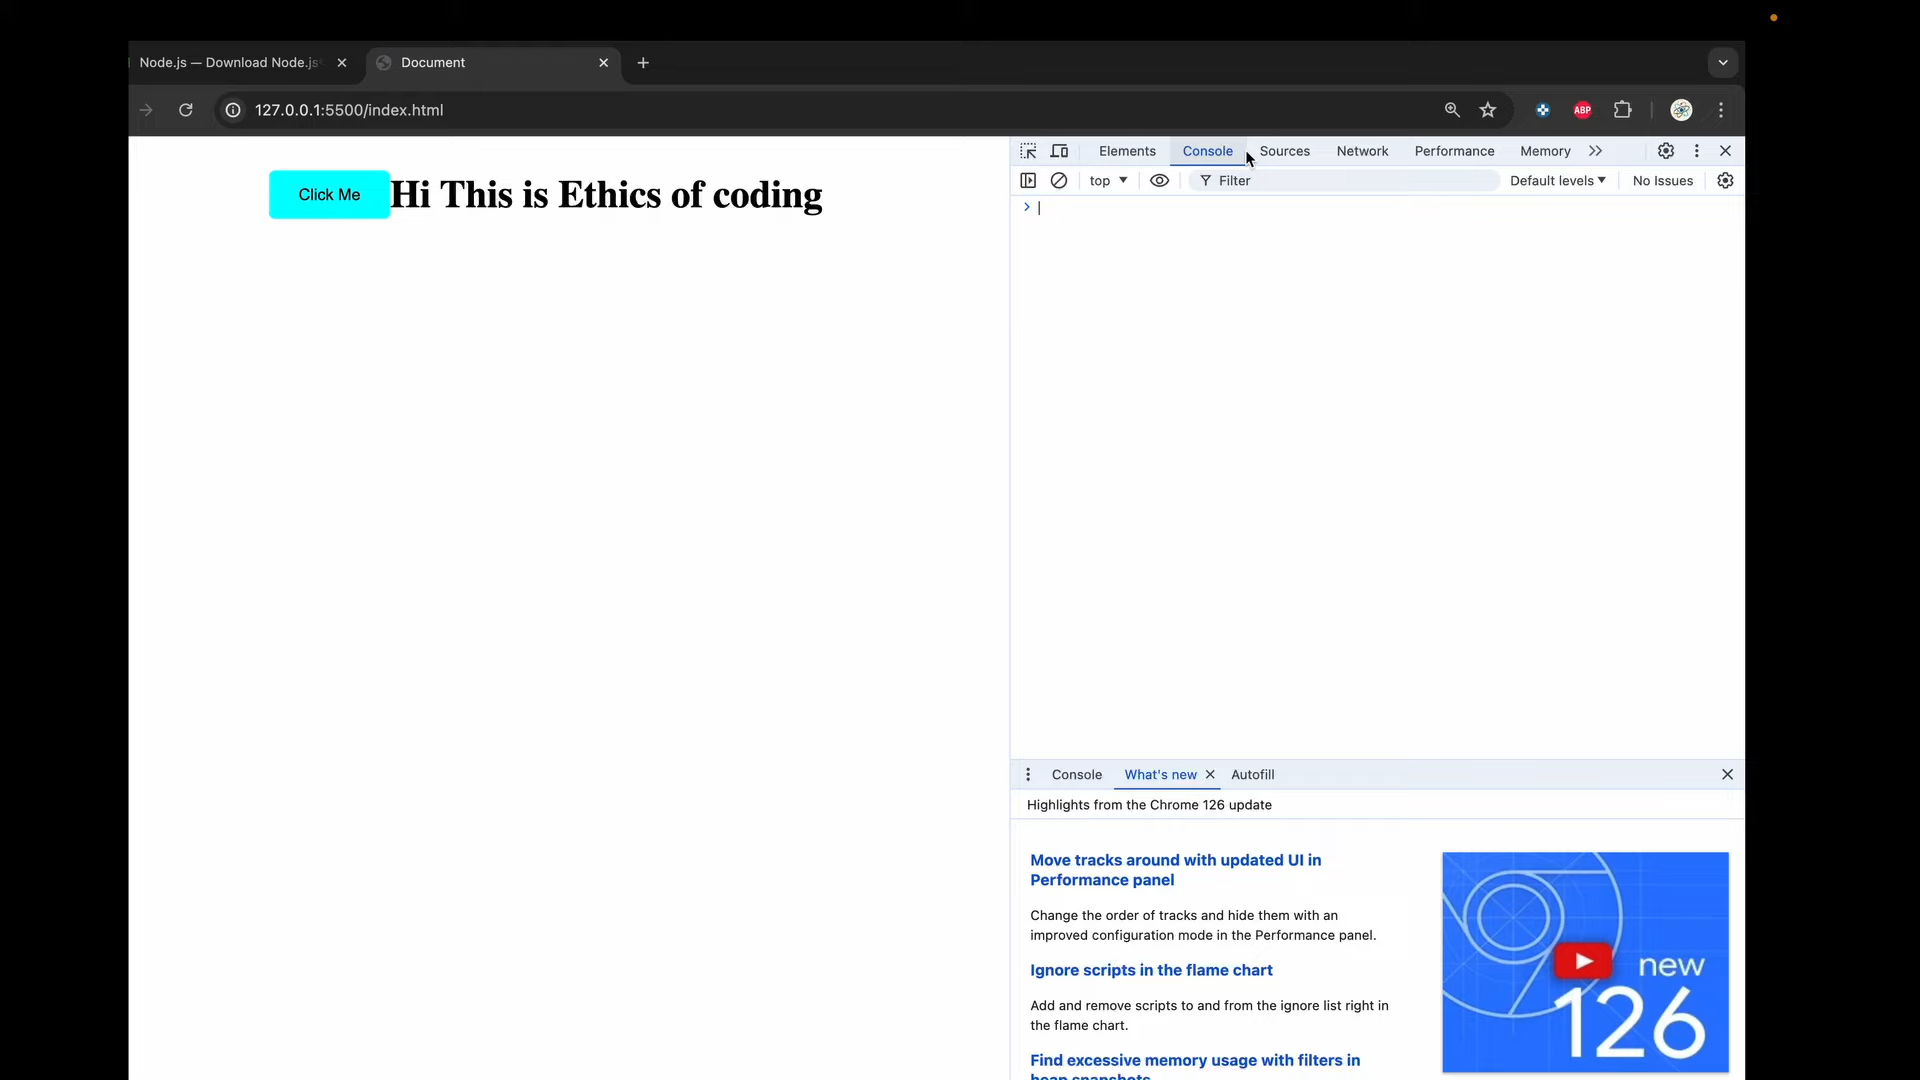 Node.js — Download Node.js
Document
127.0.0.1:5500/index.html
ABP
Click Me
Hi This is Ethics of coding
Elements
Console
Sources
Network
Performance
Memory
top
Filter
Default levels
No Issues
Console
What's new
Autofill
Highlights from the Chrome 126 update
Move tracks around with updated UI in
Performance panel
Change the order of tracks and hide them with an
improved configuration mode in the Performance panel.
Ignore scripts in the flame chart
Add and remove scripts to and from the ignore list right in
the flame chart.
Find excessive memory usage with filters in
heap snapshots
new
126